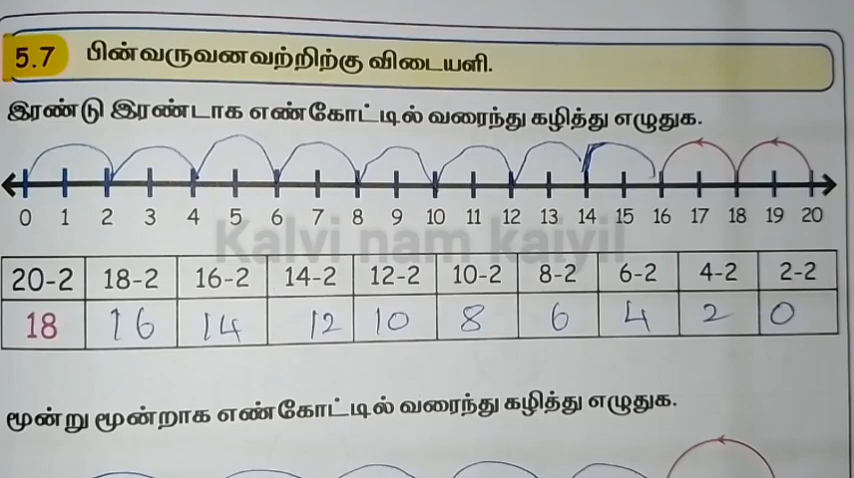 5.7 பின்வருவனவற்றிற்கு விடையளி.
இரண்டு இரண்டாக எண்கோட்டில் வரைந்து கழித்து எழுதுக.
0 1 2 3 4 5 6 7 8 9 10 11 12 13 14 15 16 17 18 19 20
Kalvi nam kaiyil
20-2 18-2 16-2 14-2 12-2 10-2 8-2 6-2 4-2 2-2
18 16 14 12 10 8 6 4 2 0
மூன்று மூன்றாக எண்கோட்டில் வரைந்து கழித்து எழுதுக.